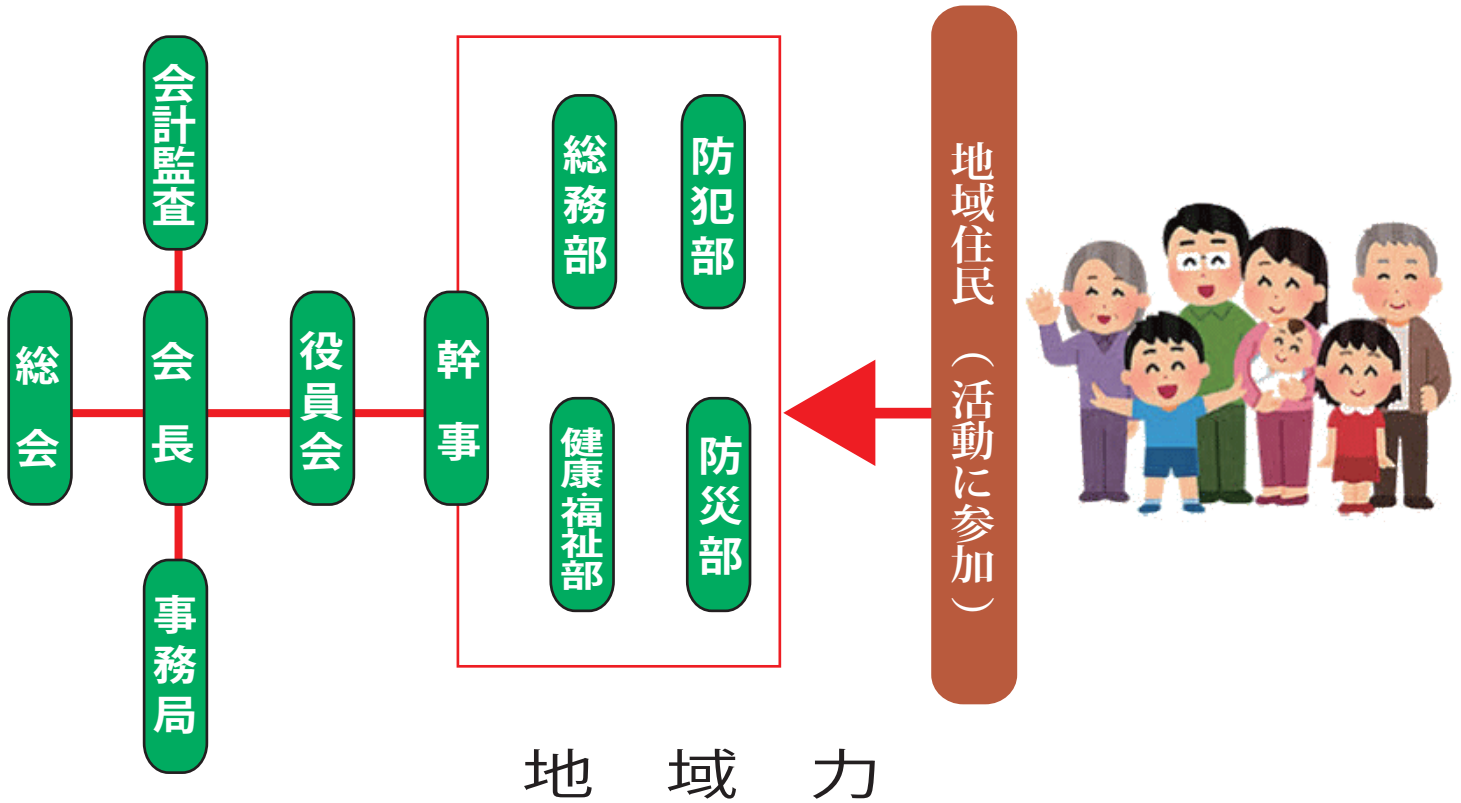 会計監査
総会
会長
役員会
幹事
事務局
総務部
防犯部
健康・福祉部
防災部
地域住民（活動に参加）
地域力